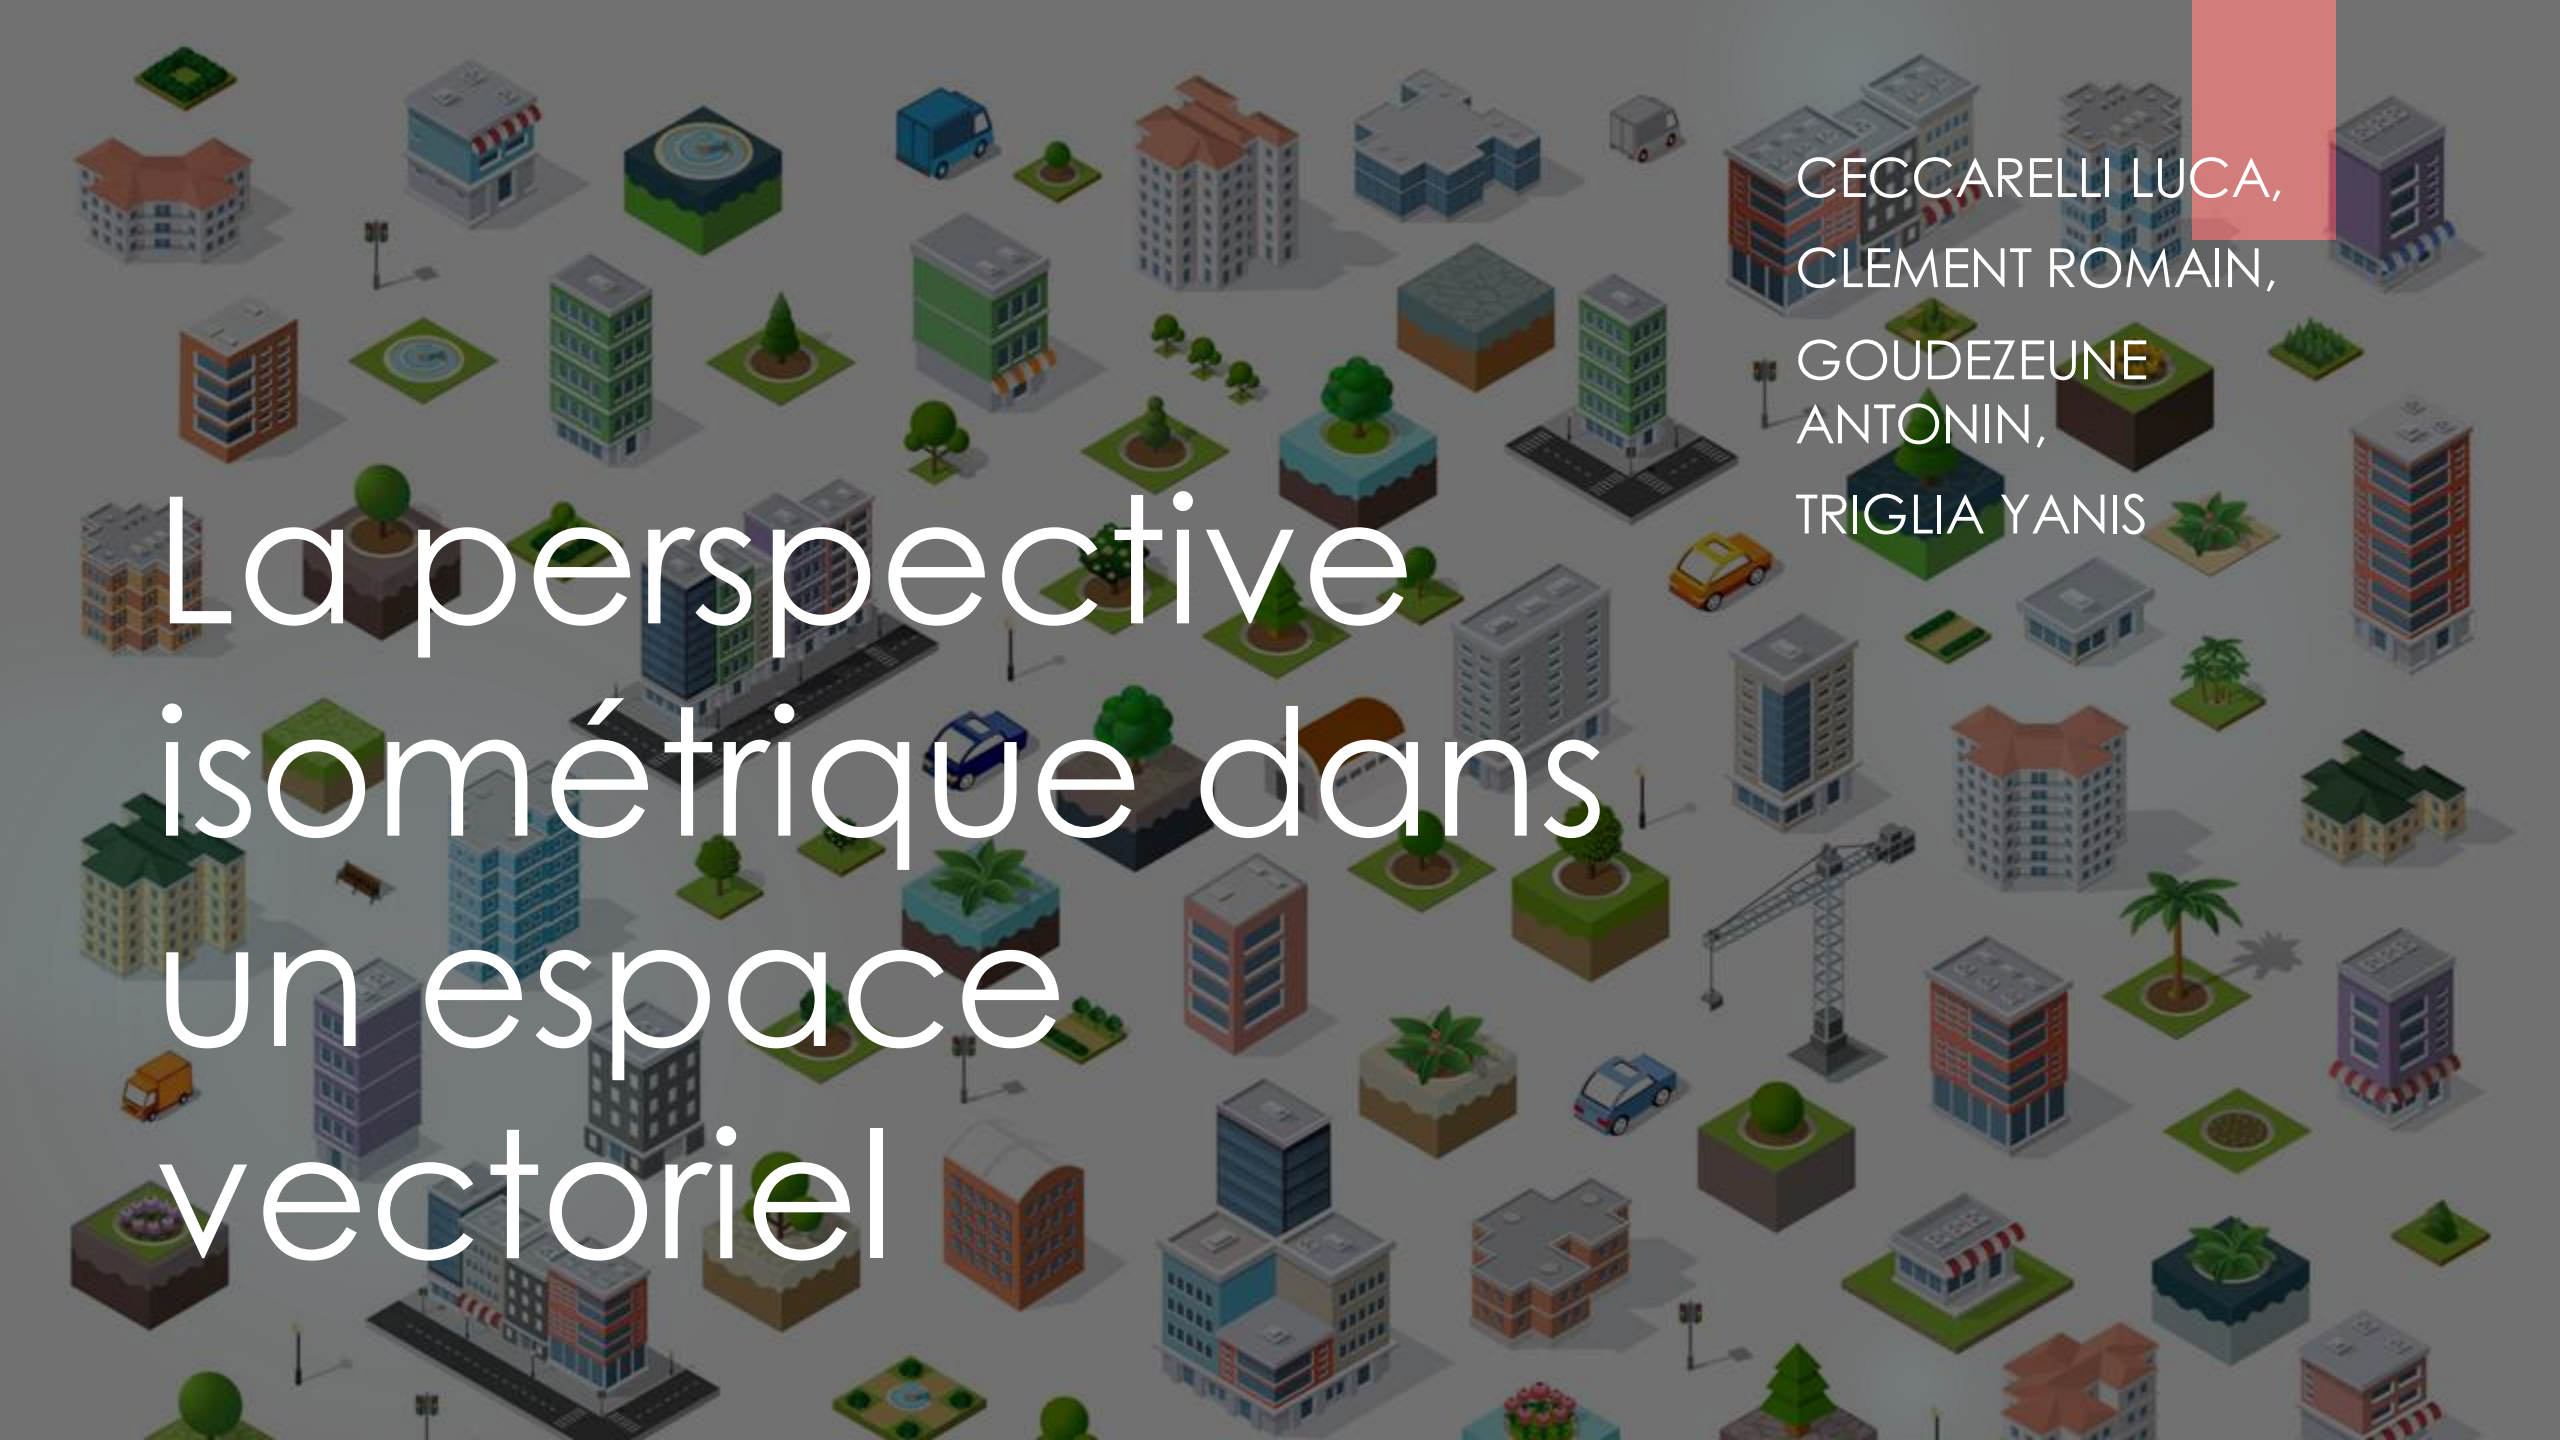 La perspective
isométrique dans
un espace
vectoriel
CECCARELLI LUCA,
CLEMENT ROMAIN,
GOUDEZEUNE
ANTONIN,
TRIGLIA YANIS